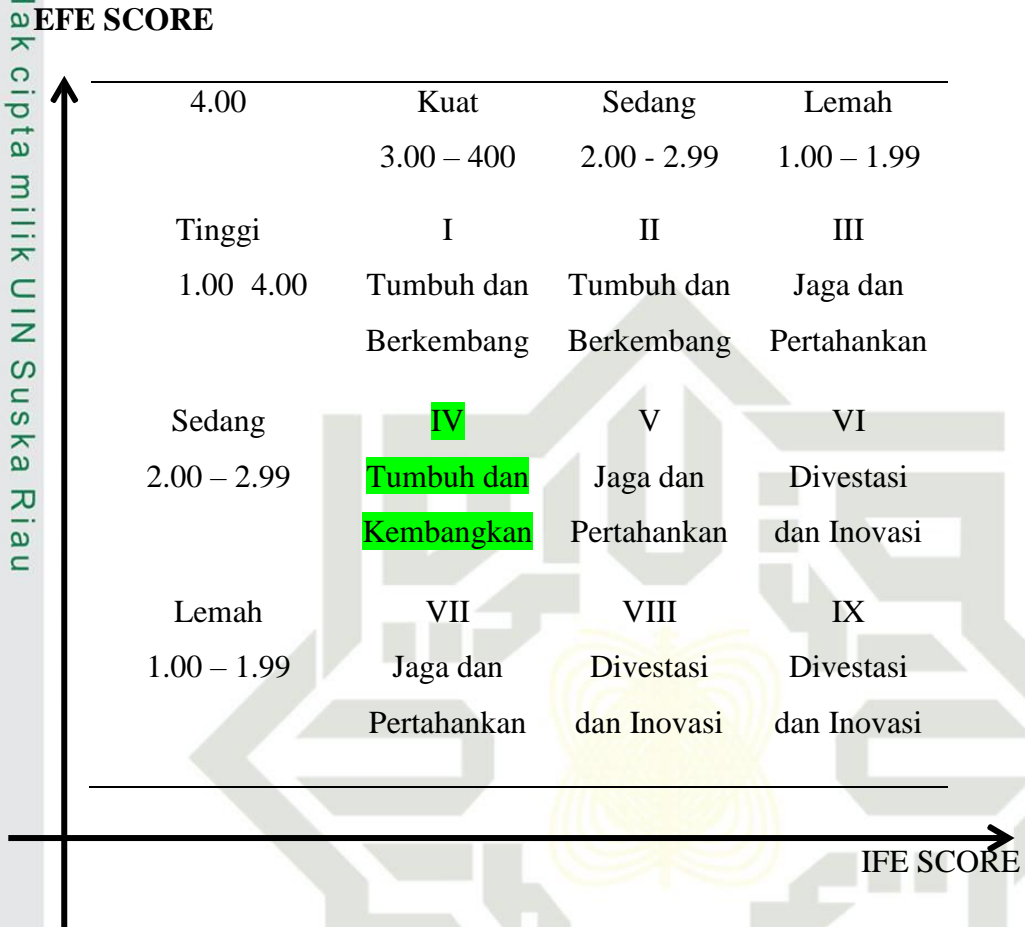 EFE SCORE
4.00 Kuat Sedang Lemah
3.00 – 400 2.00 - 2.99 1.00 – 1.99
Tinggi I II III
1.00 4.00 Tumbuh dan Tumbuh dan Jaga dan
Berkembang Berkembang Pertahankan
Sedang IV V VI
2.00 – 2.99 Tumbuh dan Jaga dan Divestasi
Kembangkan Pertahankan dan Inovasi
Lemah VII VIII IX
1.00 – 1.99 Jaga dan Divestasi Divestasi
Pertahankan dan Inovasi dan Inovasi
IFE SCORE
cipta milik UIN Suska Riau